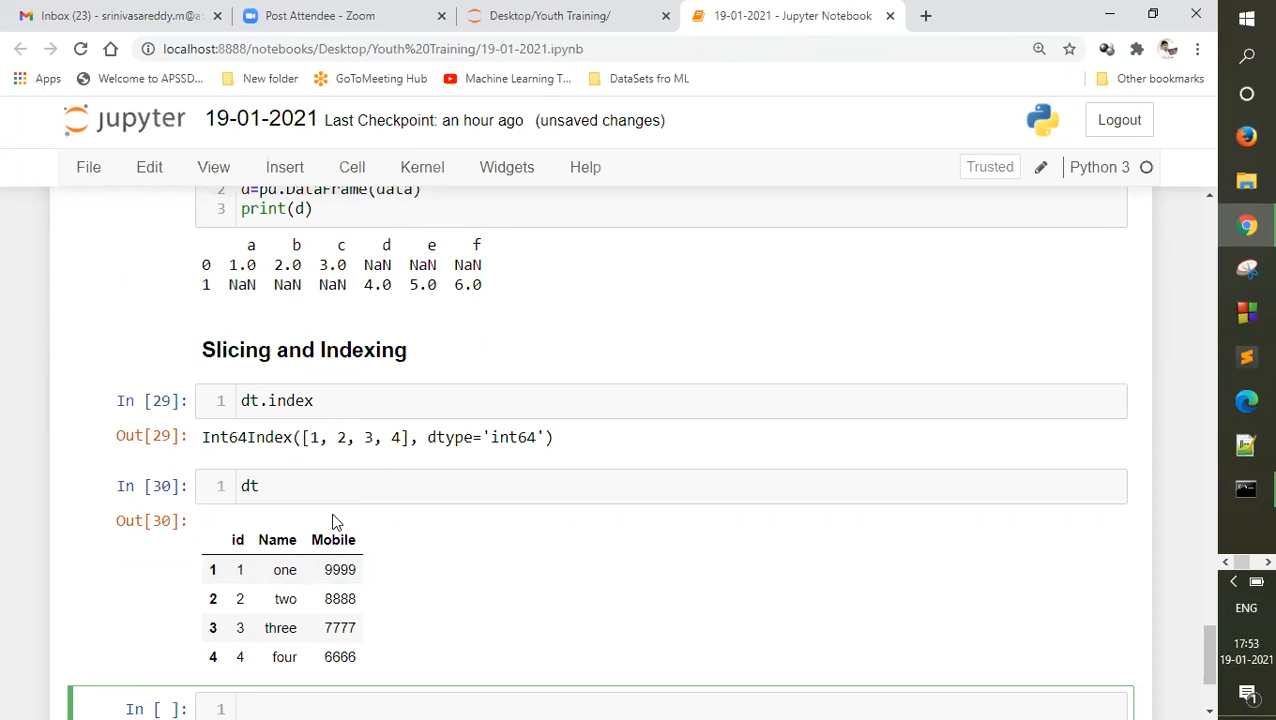 Inbox (23) - srinivasareddy.m@a
Post Attendee - Zoom
Desktop/Youth Training/
19-01-2021 - Jupyter Notebook
localhost:8888/notebooks/Desktop/Youth%20Training/19-01-2021.ipynb
Apps
Welcome to APSSD...
New folder
GoToMeeting Hub
Machine Learning T...
DataSets fro ML
Other bookmarks
jupyter 19-01-2021 Last Checkpoint: an hour ago (unsaved changes)
Logout
File Edit View Insert Cell Kernel Widgets Help
Trusted
Python 3
2 d=pd.DataFrame(data)
3 print(d)
a b c d e f
0 1.0 2.0 3.0 NaN NaN NaN
1 NaN NaN NaN 4.0 5.0 6.0
Slicing and Indexing
In [29]: 1 dt.index
Out[29]: Int64Index([1, 2, 3, 4], dtype='int64')
In [30]: 1 dt
Out[30]:
id Name Mobile
1 1 one 9999
2 2 two 8888
3 3 three 7777
4 4 four 6666
In [ ]: 1
ENG
17:53
19-01-2021
1